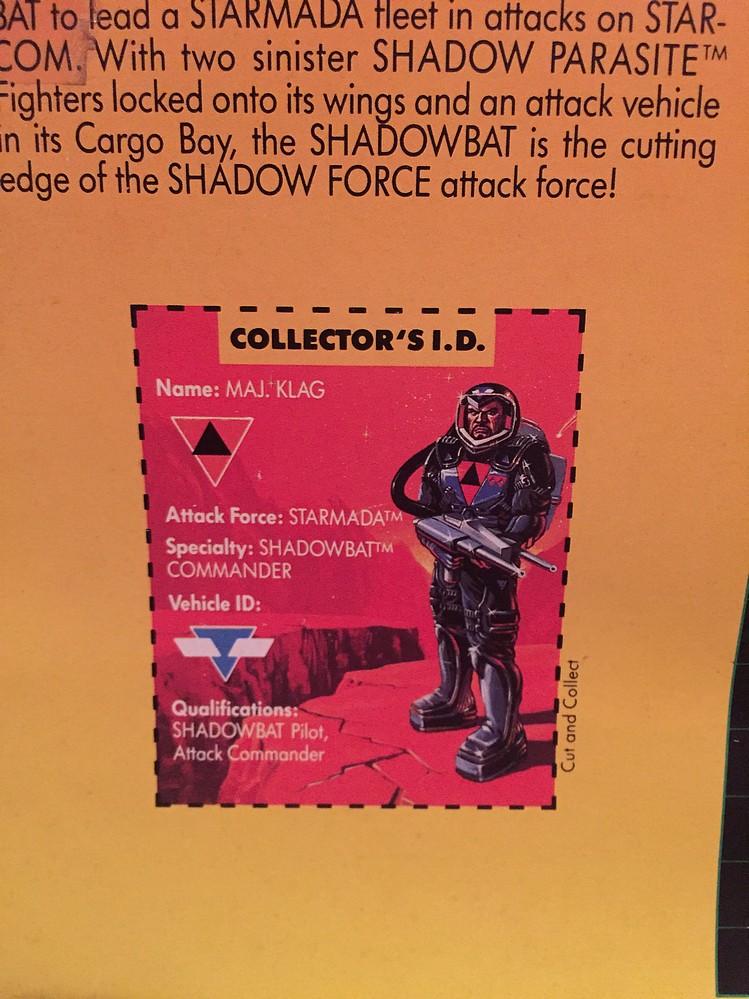 BAT to lead a STARMADA fleet in attacks on STAR-
COM. With two sinister SHADOW PARASITE™
Fighters locked onto its wings and an attack vehicle
in its Cargo Bay, the SHADOWBAT is the cutting
edge of the SHADOW FORCE attack force!
COLLECTOR'S I.D.
Name: MAJ. KLAG
Attack Force: STARMADA™
Specialty: SHADOWBAT™
COMMANDER
Vehicle ID:
Qualifications:
SHADOWBAT Pilot,
Attack Commander
Cut and Collect